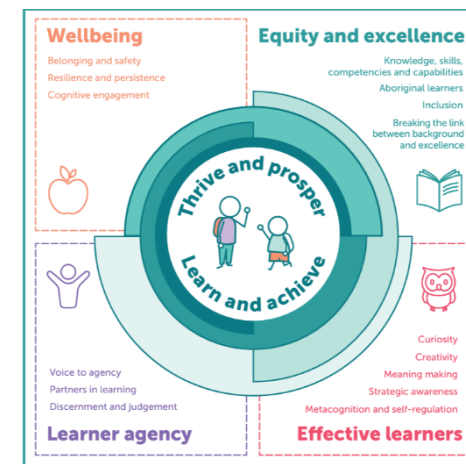 Wellbeing
Belonging and safety
Resilience and persistence
Cognitive engagement
Equity and excellence
Knowledge, skills,
competencies and capabilities
Aboriginal learners
Inclusion
Breaking the link
between background
and excellence
Thrive and prosper
Learn and achieve
Voice to agency
Partners in learning
Discernment and judgement
Learner agency
Curiosity
Creativity
Meaning making
Strategic awareness
Metacognition and self-regulation
Effective learners